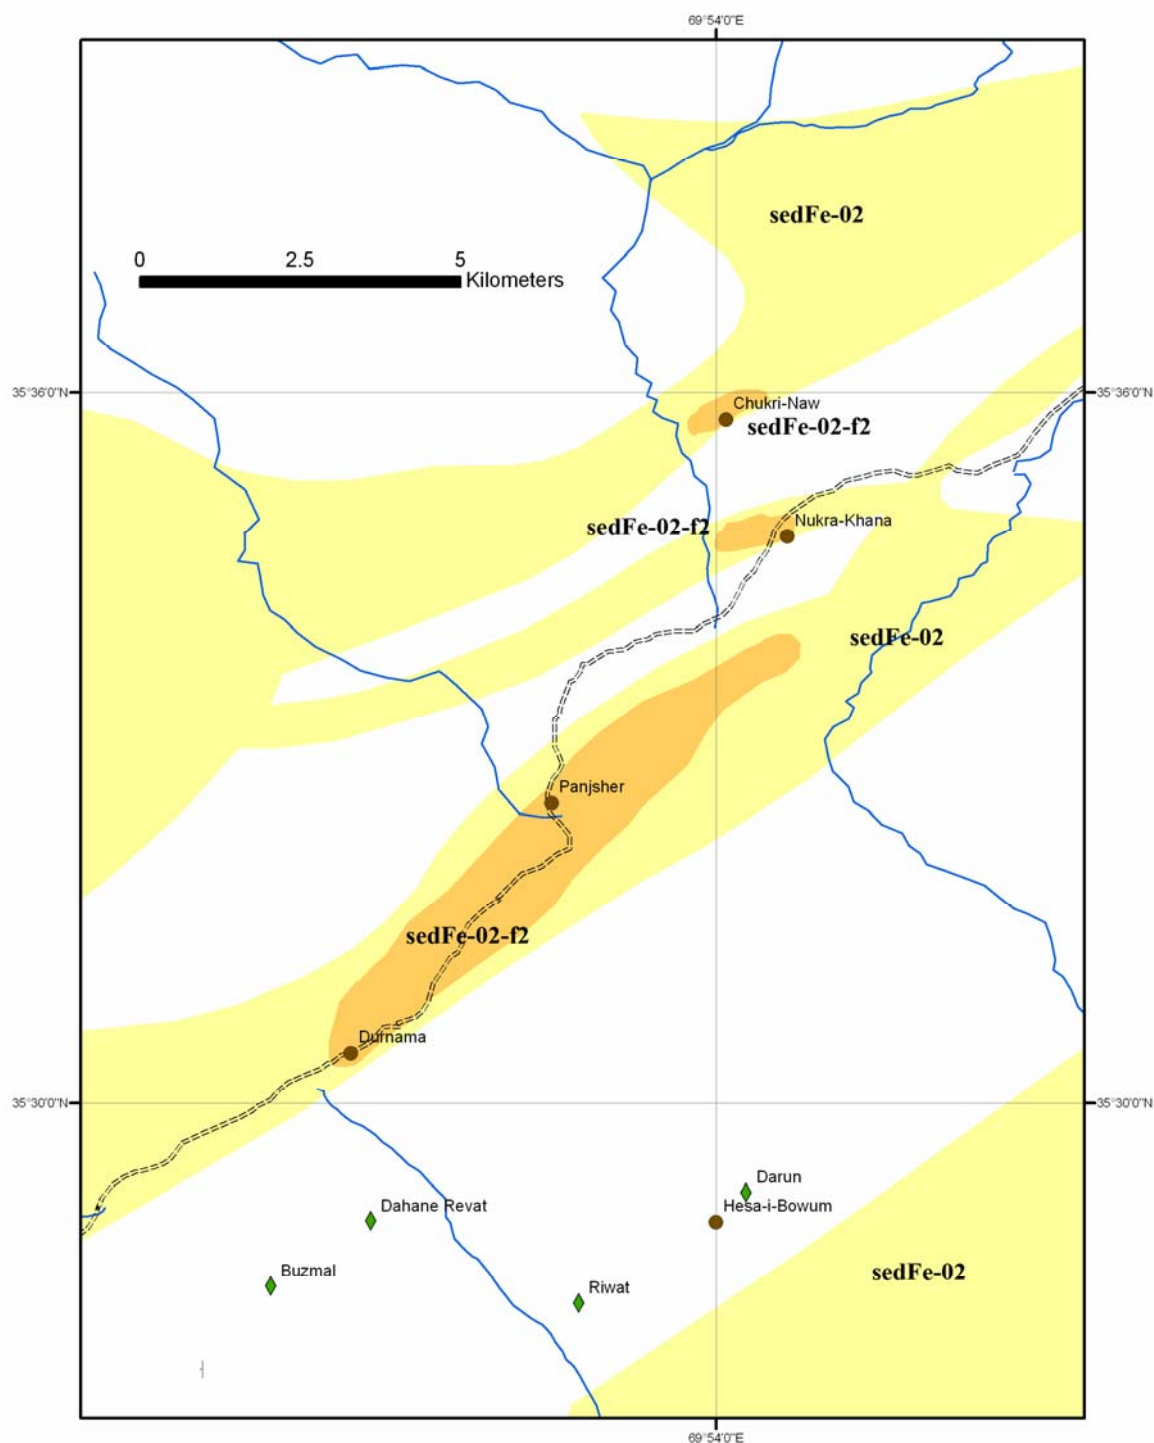 69°54'0"E
sedFe-02
0 2.5 5
Kilometers
35°36'0"N 35°36'0"N
Chukri-Naw
sedFe-02-f2
Nukra-Khana
sedFe-02-f2
sedFe-02
Panjsher
sedFe-02-f2
Durnama
35°30'0"N 35°30'0"N
Darun
Dahane Revat
Hesa-i-Bowum
Buzmal
sedFe-02
Riwat
69°54'0"E